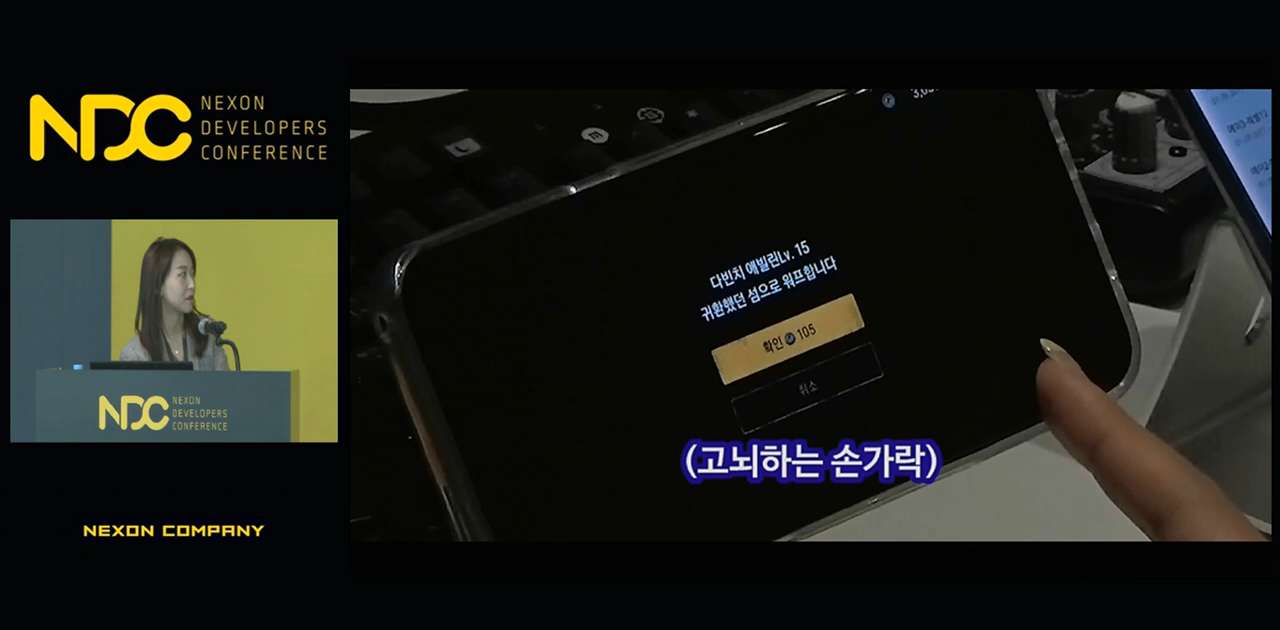 NDC
NEXON
DEVELOPERS
CONFERENCE
NDC
NEXON
DEVELOPERS
CONFERENCE
NEXON COMPANY
다빈치 애빌린Lv. 15
귀환했던 섬으로 워프합니다
확인 105
취소
(고뇌하는 손가락)